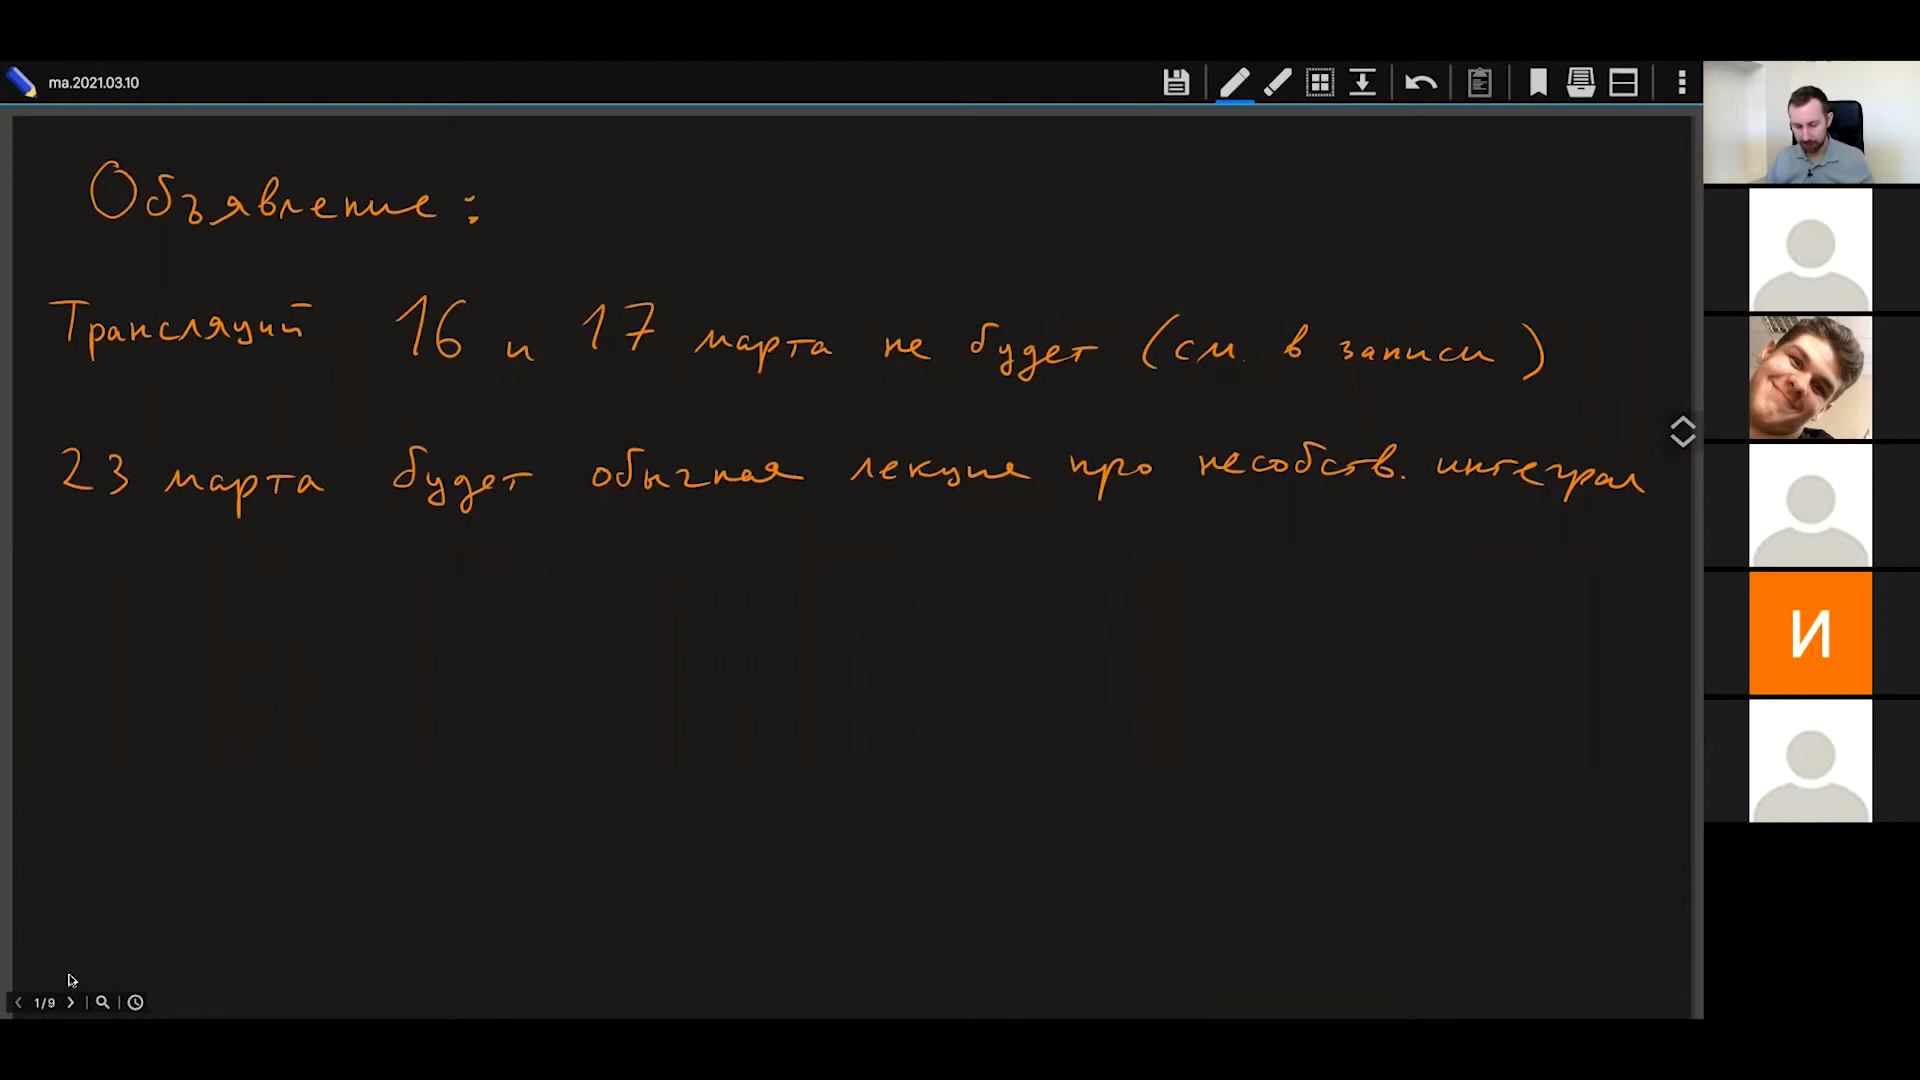 ma.2021.03.10
Объявление:
Трансляций 16 и 17 марта не будет (см. в записи)
23 марта будет обычная лекция про несобств. интеграл
И
1/9